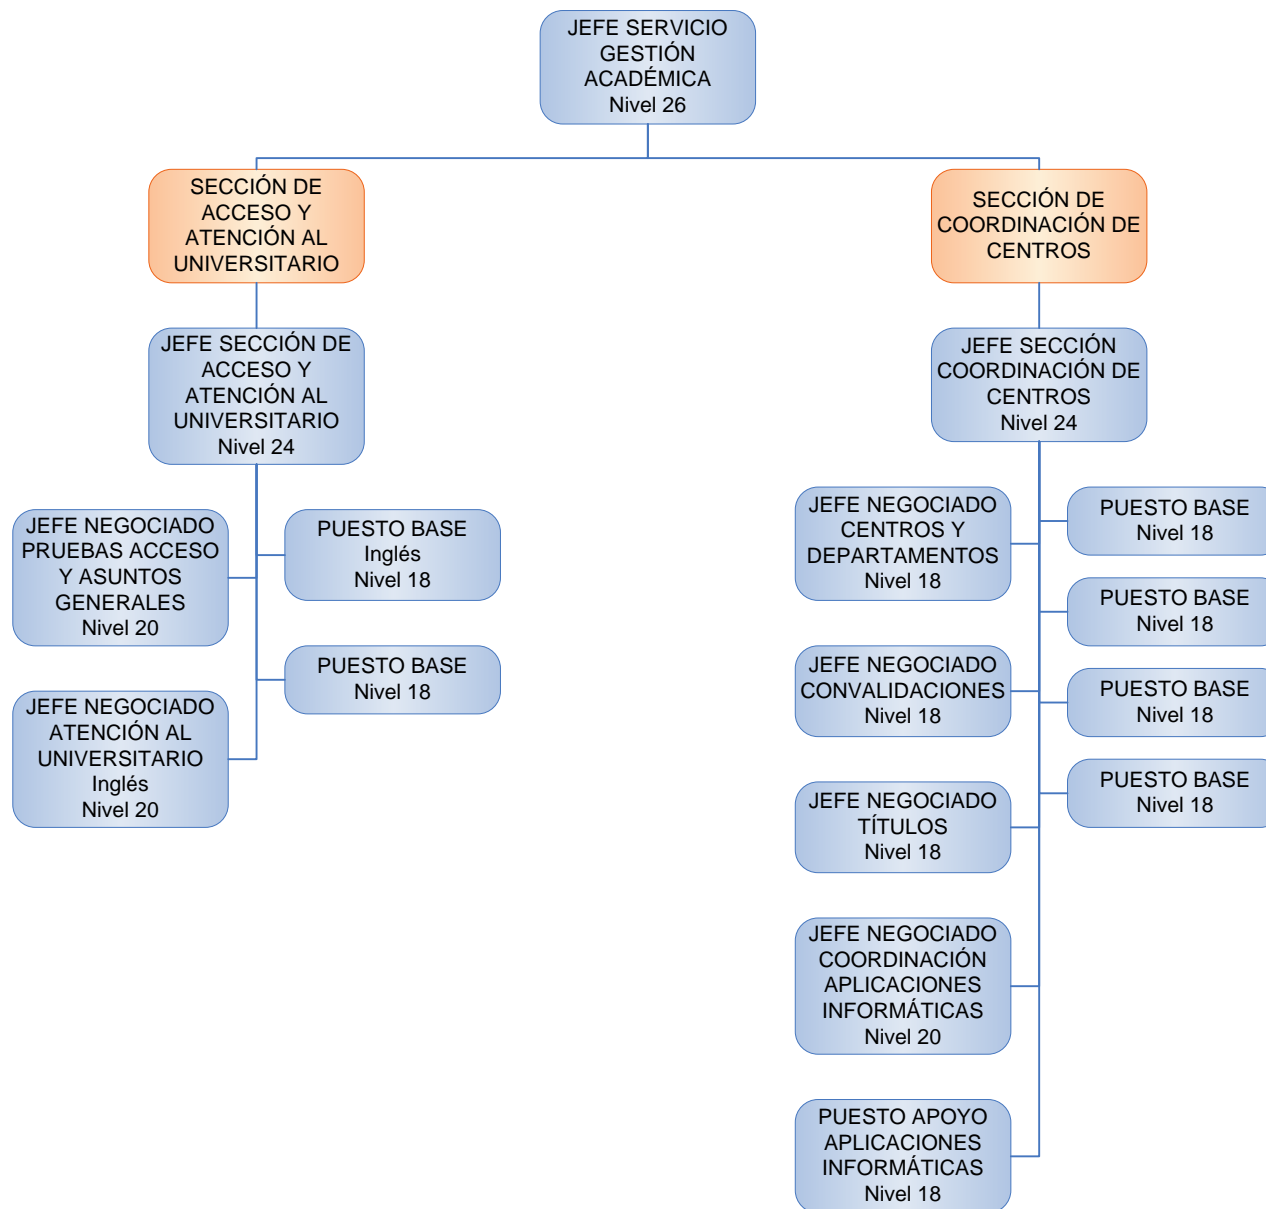 JEFE SERVICIO
GESTIÓN
ACADÉMICA
Nivel 26
SECCIÓN DE
ACCESO Y
ATENCIÓN AL
UNIVERSITARIO
SECCIÓN DE
COORDINACIÓN DE
CENTROS
JEFE SECCIÓN DE
ACCESO Y
ATENCIÓN AL
UNIVERSITARIO
Nivel 24
JEFE SECCIÓN
COORDINACIÓN DE
CENTROS
Nivel 24
JEFE NEGOCIADO
PRUEBAS ACCESO
Y ASUNTOS
GENERALES
Nivel 20
PUESTO BASE
Inglés
Nivel 18
JEFE NEGOCIADO
ATENCIÓN AL
UNIVERSITARIO
Inglés
Nivel 20
PUESTO BASE
Nivel 18
JEFE NEGOCIADO
CENTROS Y
DEPARTAMENTOS
Nivel 18
PUESTO BASE
Nivel 18
PUESTO BASE
Nivel 18
JEFE NEGOCIADO
CONVALIDACIONES
Nivel 18
PUESTO BASE
Nivel 18
PUESTO BASE
Nivel 18
JEFE NEGOCIADO
TÍTULOS
Nivel 18
JEFE NEGOCIADO
COORDINACIÓN
APLICACIONES
INFORMÁTICAS
Nivel 20
PUESTO APOYO
APLICACIONES
INFORMÁTICAS
Nivel 18